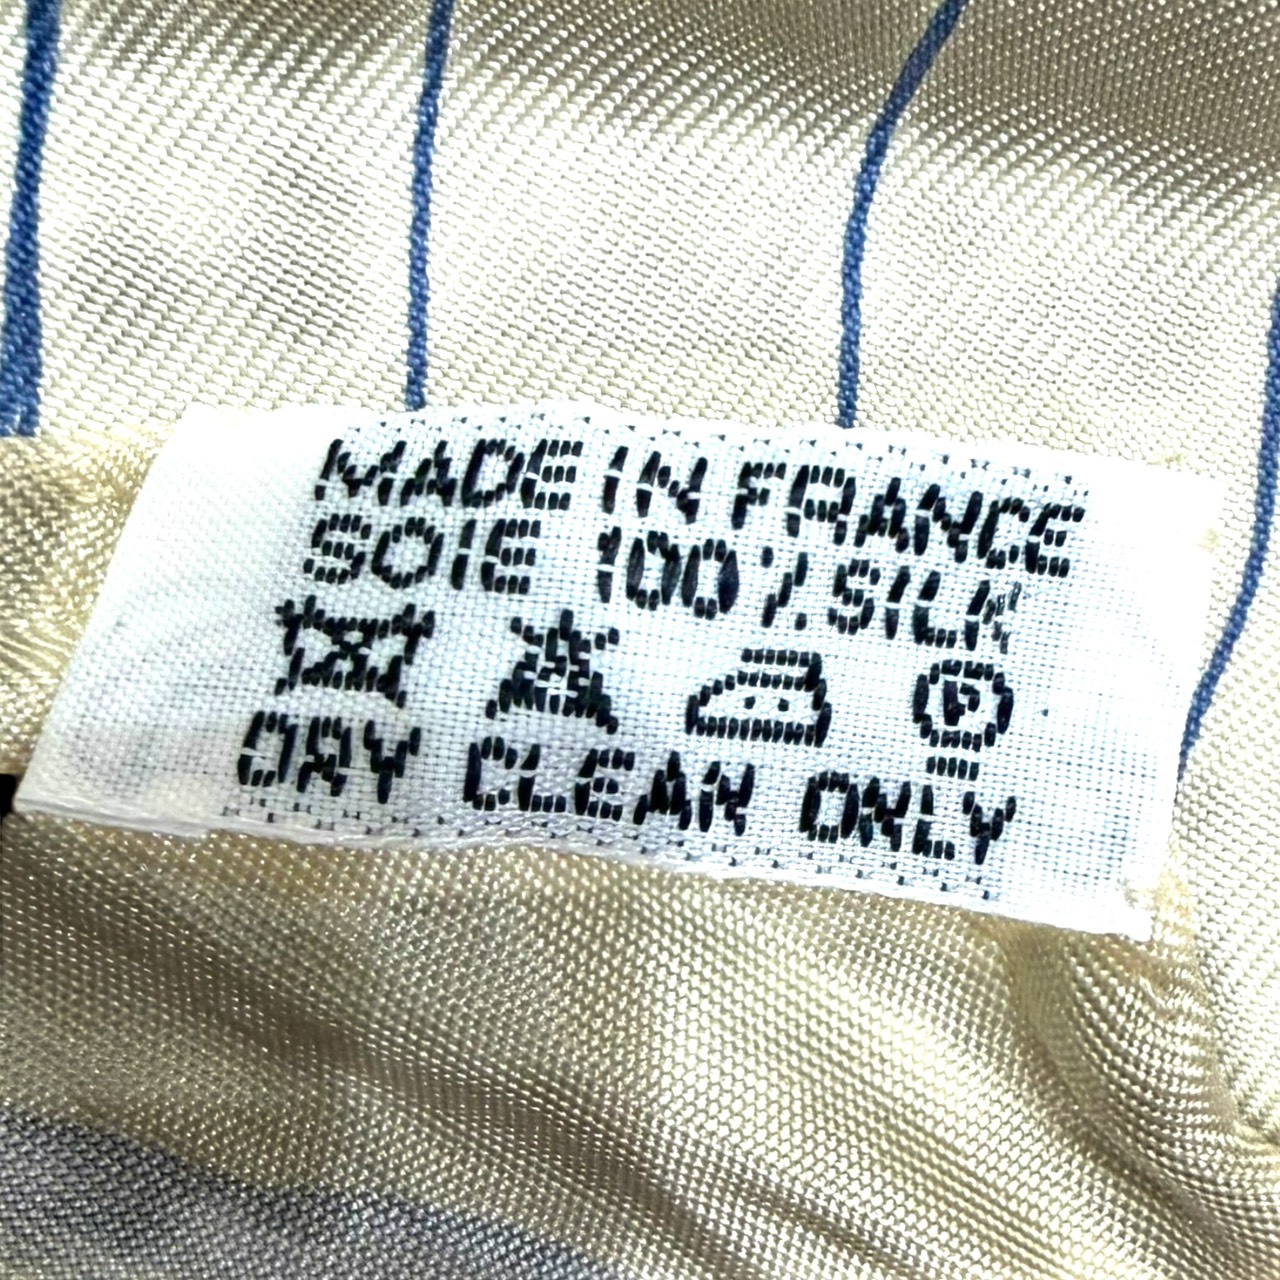 MADE IN FRANCE
SOIE 100% SILK
P
DRY CLEAN ONLY